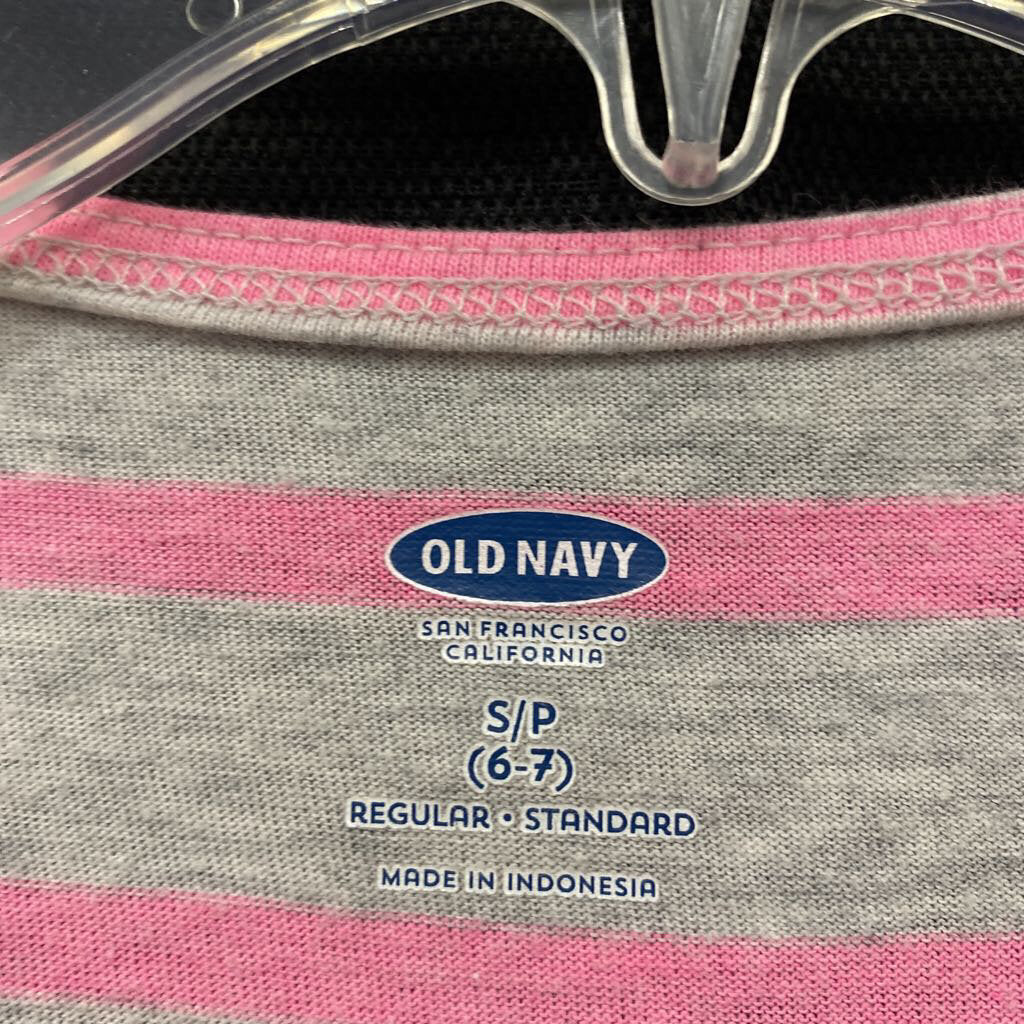 OLD NAVY
SAN FRANCISCO
CALIFORNIA
S/P
(6-7)
REGULAR • STANDARD
MADE IN INDONESIA